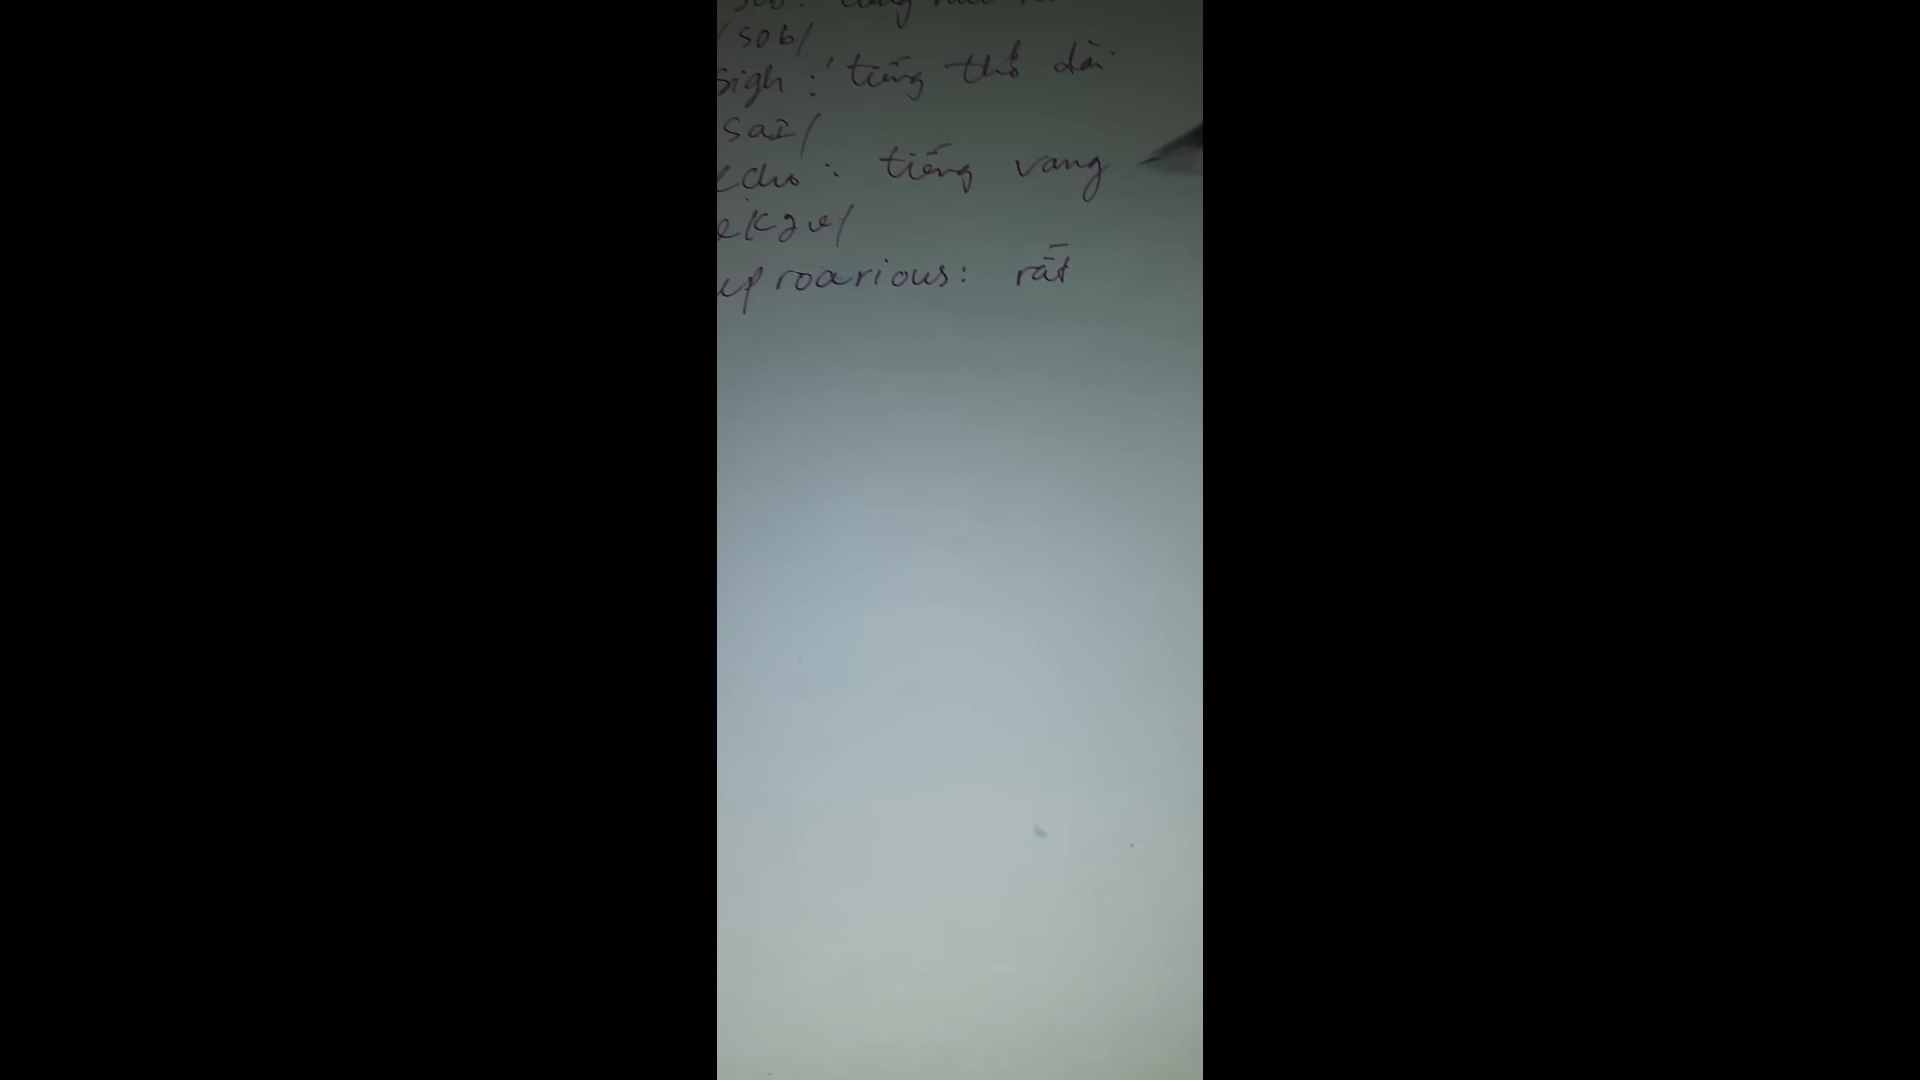 /sob/
Sigh : tiếng thở dài
saɪ/
echo : tiếng vang
ekəʊ/
uproarious: rất